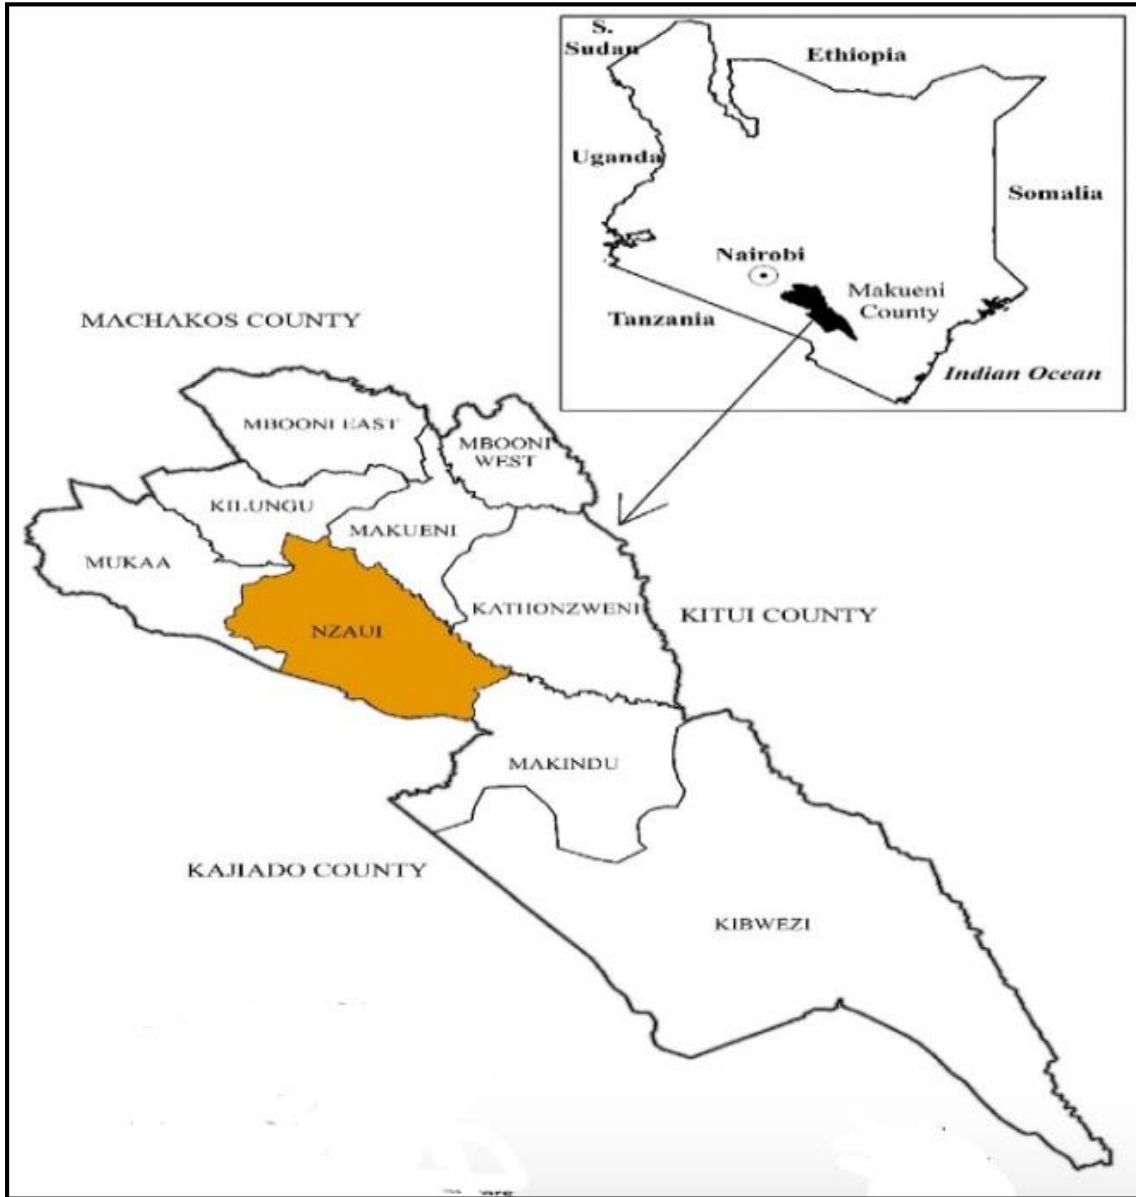 S.
Sudan
Ethiopia
Uganda
Somalia
Nairobi
Makueni
County
Tanzania
Indian Ocean
MACHAKOS COUNTY
MBOONI EAST
MBOONI
WEST
KILUNGU
MAKUENI
MUKAA
KATHONZWENI
KITUI COUNTY
NZAUI
MAKINDU
KAJIADO COUNTY
KIBWEZI